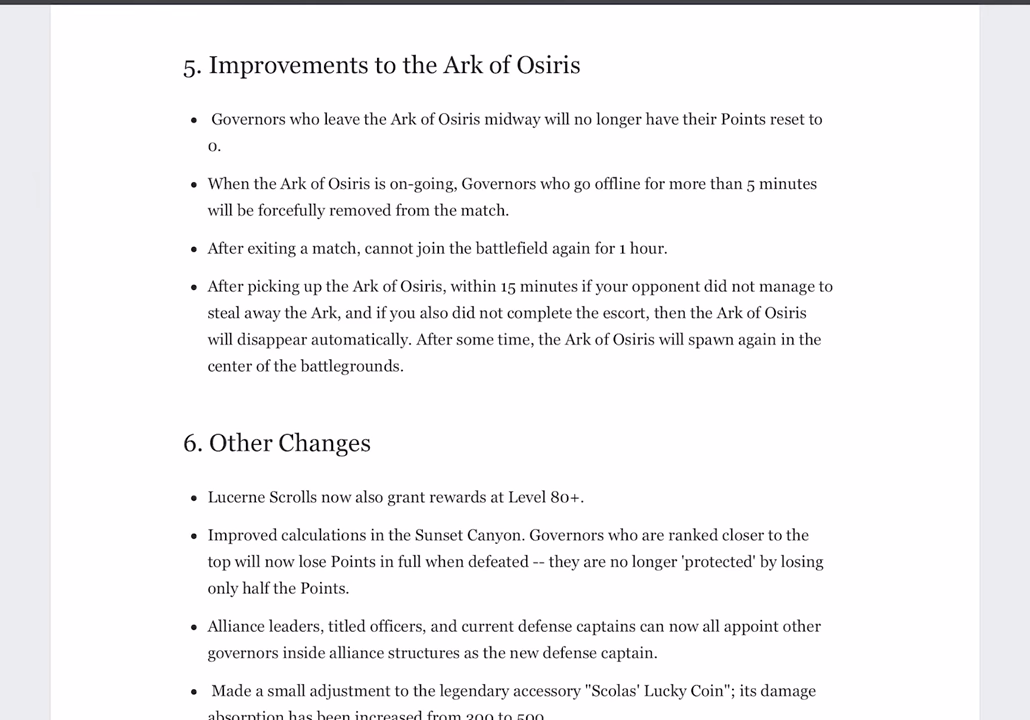 5. Improvements to the Ark of Osiris
• Governors who leave the Ark of Osiris midway will no longer have their Points reset to
0.
• When the Ark of Osiris is on-going, Governors who go offline for more than 5 minutes
will be forcefully removed from the match.
• After exiting a match, cannot join the battlefield again for 1 hour.
• After picking up the Ark of Osiris, within 15 minutes if your opponent did not manage to
steal away the Ark, and if you also did not complete the escort, then the Ark of Osiris
will disappear automatically. After some time, the Ark of Osiris will spawn again in the
center of the battlegrounds.
6. Other Changes
• Lucerne Scrolls now also grant rewards at Level 80+.
• Improved calculations in the Sunset Canyon. Governors who are ranked closer to the
top will now lose Points in full when defeated -- they are no longer 'protected' by losing
only half the Points.
• Alliance leaders, titled officers, and current defense captains can now all appoint other
governors inside alliance structures as the new defense captain.
• Made a small adjustment to the legendary accessory "Scolas' Lucky Coin"; its damage
absorption has been increased from 300 to 500